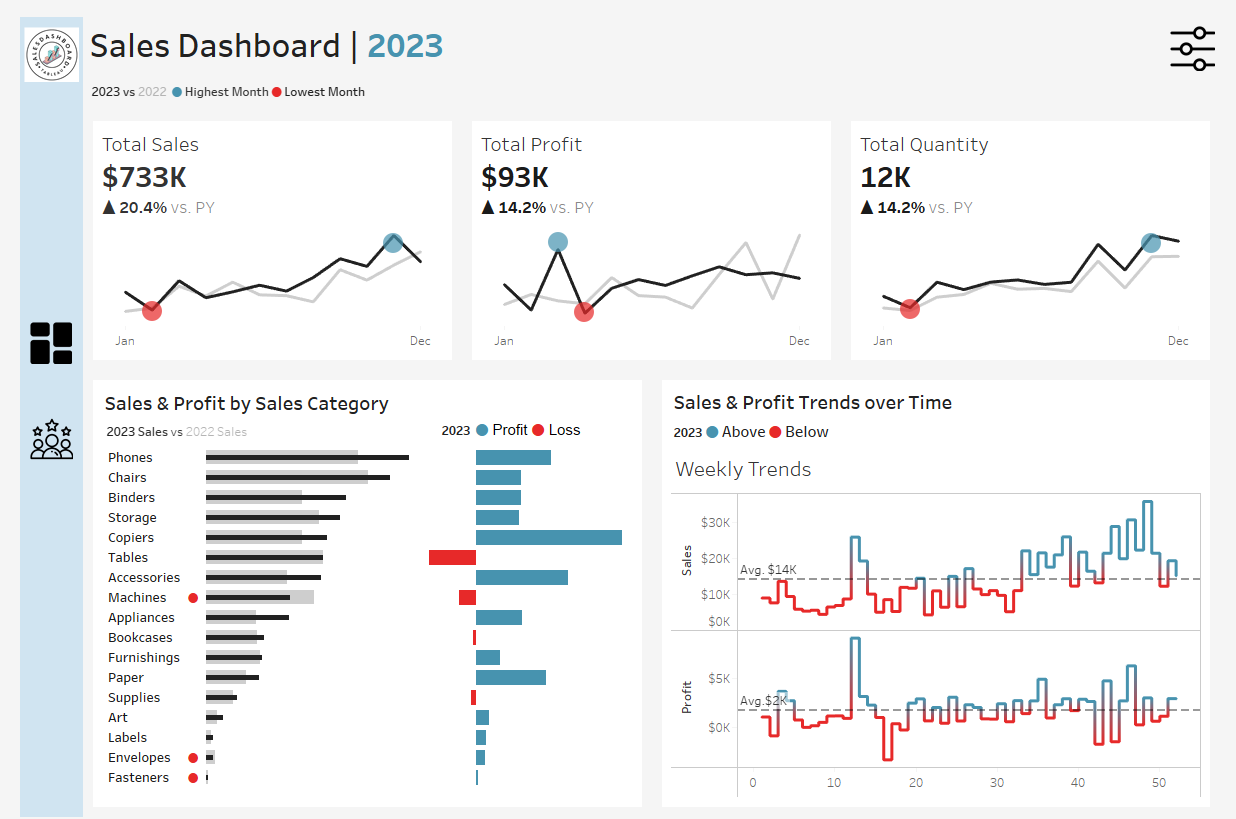 SALESDASHBOARD
TABLEAU
Sales Dashboard | 2023
2023 vs 2022 Highest Month Lowest Month
Total Sales
$733K
▲ 20.4% vs. PY
Jan Dec
Total Profit
$93K
▲ 14.2% vs. PY
Jan Dec
Total Quantity
12K
▲ 14.2% vs. PY
Jan Dec
Sales & Profit by Sales Category
2023 Sales vs 2022 Sales
2023 Profit Loss
Phones
Chairs
Binders
Storage
Copiers
Tables
Accessories
Machines
Appliances
Bookcases
Furnishings
Paper
Supplies
Art
Labels
Envelopes
Fasteners
Sales & Profit Trends over Time
2023 Above Below
Weekly Trends
Sales
$30K
$20K
Avg. $14K
$10K
$0K
Profit
$5K
Avg.$2K
$0K
0 10 20 30 40 50